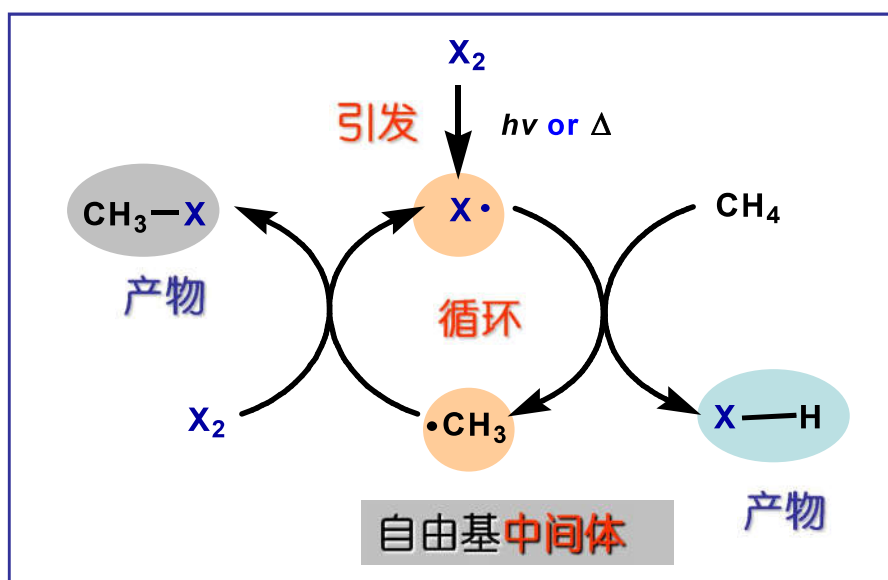 X₂
引发
hv or Δ
CH₃—X
X•
CH₄
产物
循环
X₂
•CH₃
X—H
产物
自由基中间体